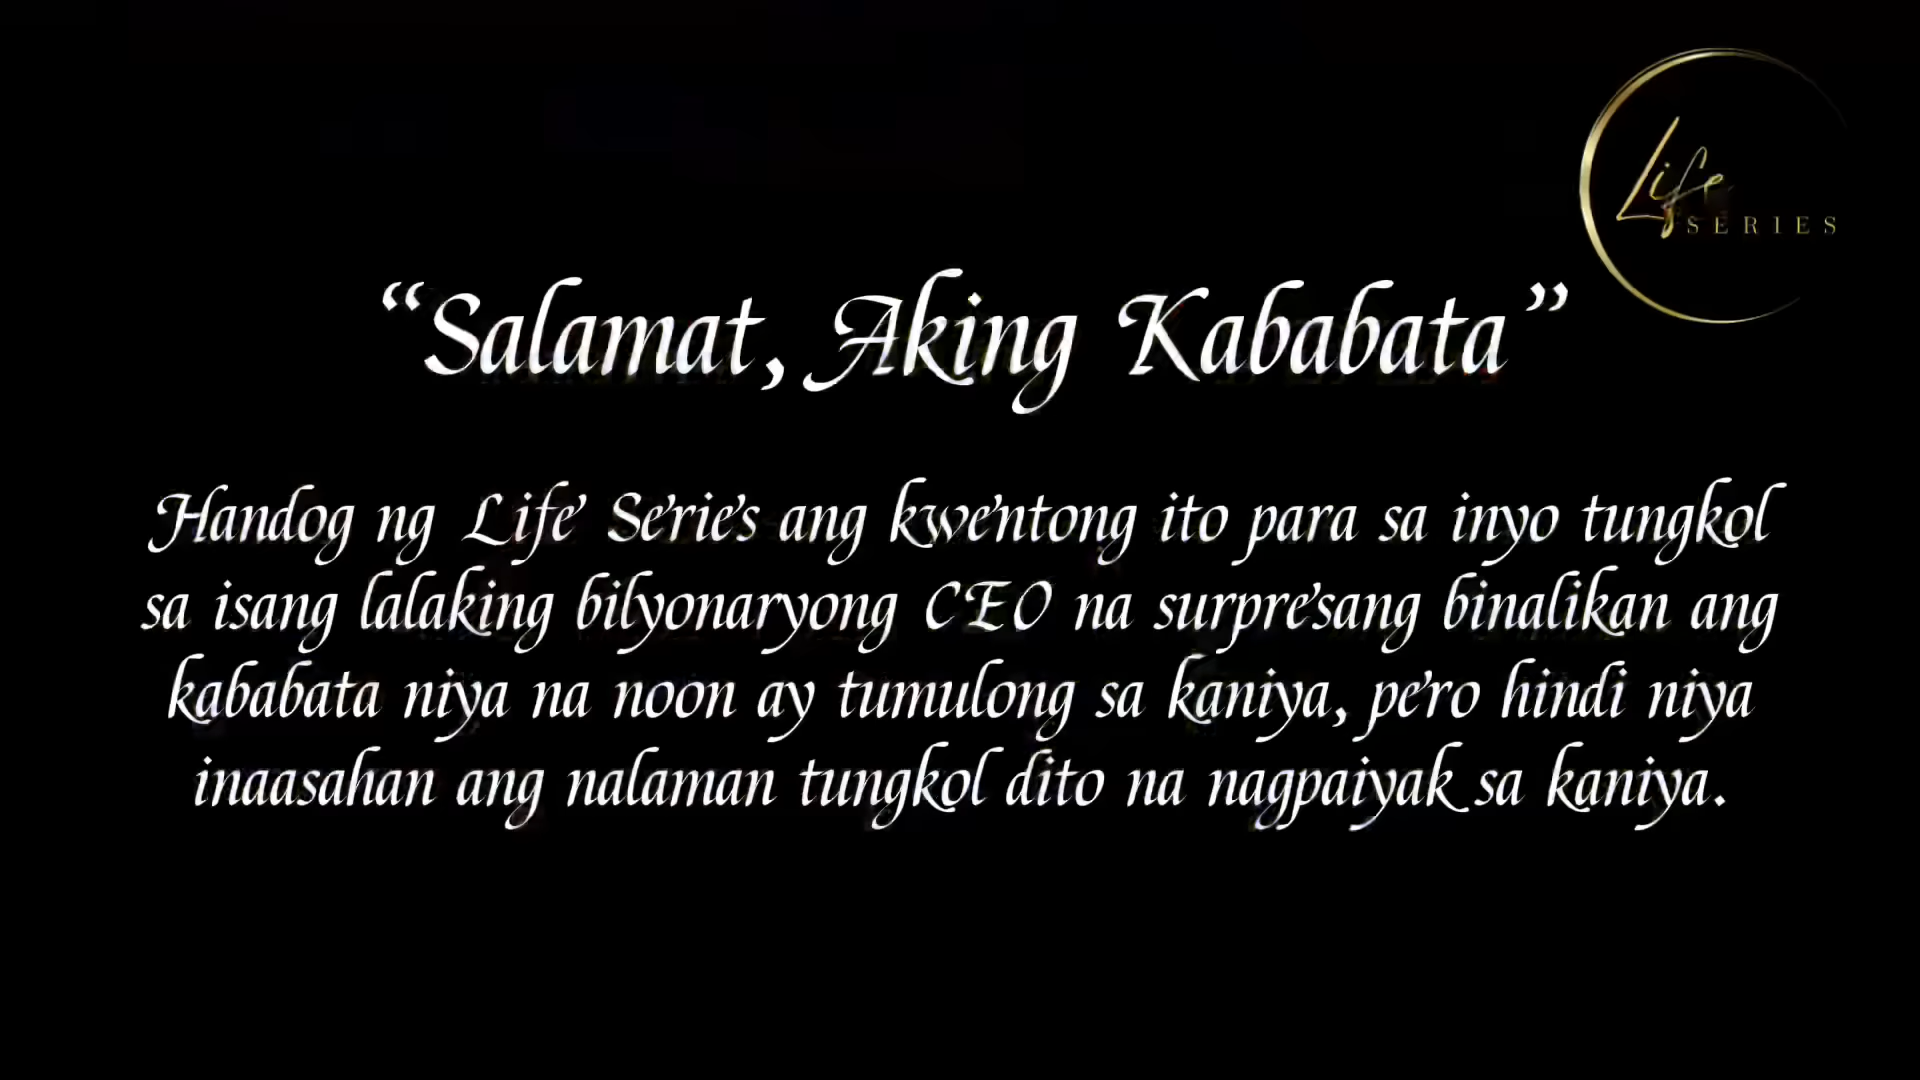 Life
SERIES
“Salamat, Aking Kababata”
Handog ng Life Series ang kwentong ito para sa inyo tungkol
sa isang lalaking bilyonaryong CEO na surpresang binalikan ang
kababata niya na noon ay tumulong sa kaniya, pero hindi niya
inaasahan ang nalaman tungkol dito na nagpaiyak sa kaniya.